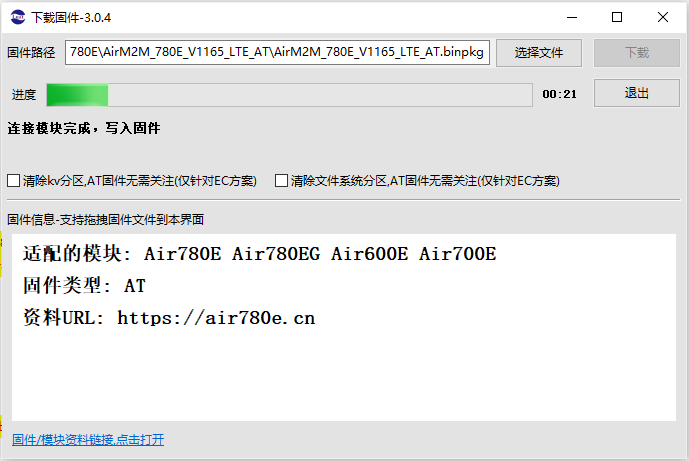 下载固件-3.0.4
固件路径 780E\AirM2M_780E_V1165_LTE_AT\AirM2M_780E_V1165_LTE_AT.binpkg 选择文件 下载
进度 00:21 退出
连接模块完成，写入固件
清除kv分区,AT固件无需关注(仅针对EC方案) 清除文件系统分区,AT固件无需关注(仅针对EC方案)
固件信息-支持拖拽固件文件到本界面
适配的模块: Air780E Air780EG Air600E Air700E
固件类型: AT
资料URL: https://air780e.cn
固件/模块资料链接,点击打开